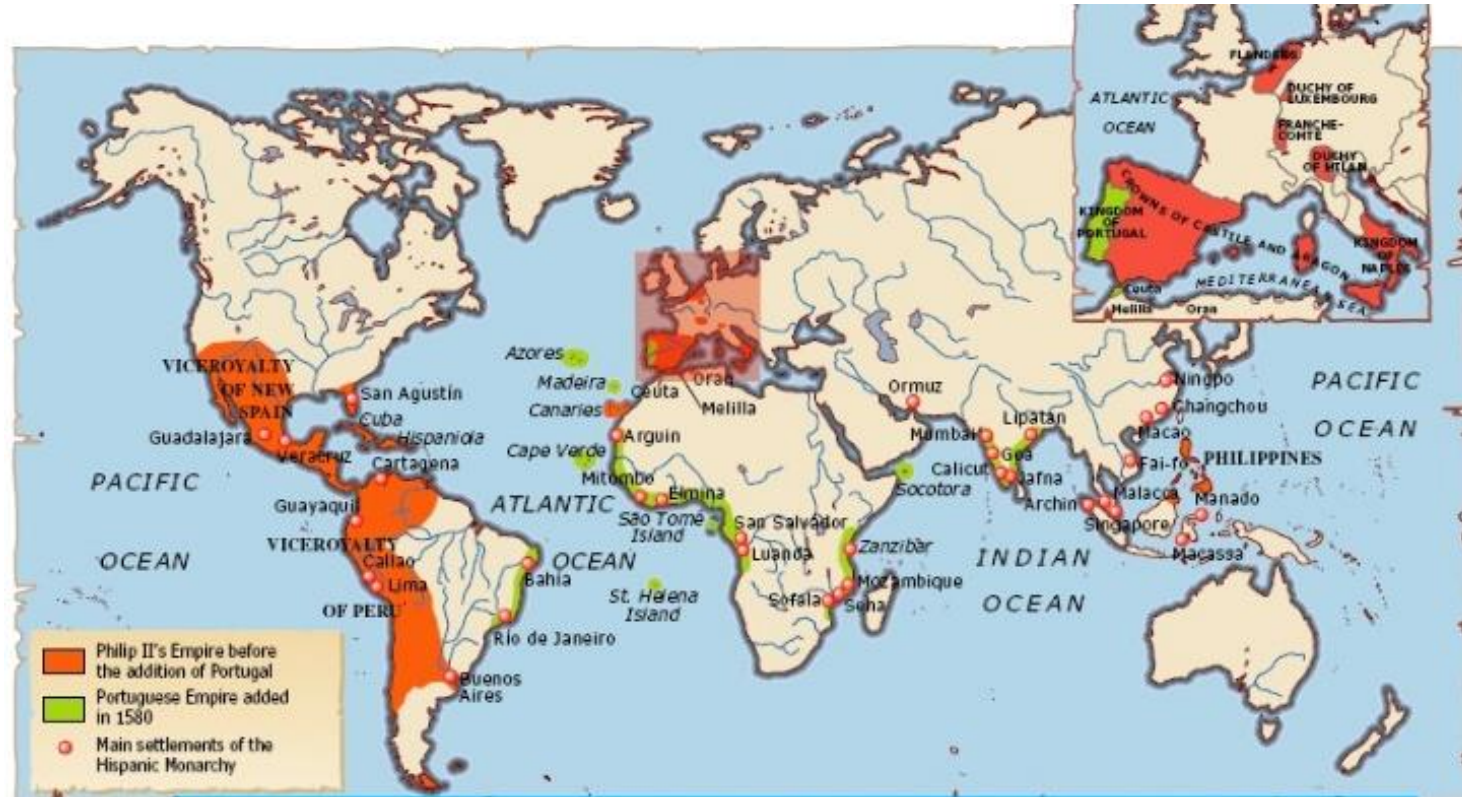 FLANDERS
DUCHY OF
LUXEMBOURG
ATLANTIC
OCEAN
FRANCHE-
COMTE
DUCHY
OF MILAN
CROWNS OF CASTILE AND ARAGON
KINGDOM
OF
PORTUGAL
KINGDOM
OF
NAPLES
MEDITERRANEAN SEA
Ceuta
Melilla
Oran
VICEROYALTY
OF NEW
SPAIN
San Agustín
Cuba
Hispaniola
Guadalajara
Veracruz
Cartagena
PACIFIC
OCEAN
Guayaquil
VICEROYALTY
Callao
Lima
OF PERU
Bahia
Río de Janeiro
Buenos
Aires
Azores
Madeira
Canaries
Ceuta
Oran
Melilla
Arguin
Cape Verde
Mitombo
Elmina
ATLANTIC
OCEAN
São Tomé
Island
St. Helena
Island
San Salvador
Luanda
Zanzibar
Mozambique
Sofala
Sena
Ormuz
Mumbai
Lipatan
Goa
Calicut
Jafna
Socotora
Archin
Malacca
Singapore
Ningpo
Changchou
Macao
Fai-fo
PHILIPPINES
Manado
Macassa
INDIAN
OCEAN
PACIFIC
OCEAN
Philip II's Empire before
the addition of Portugal
Portuguese Empire added
in 1580
Main settlements of the
Hispanic Monarchy